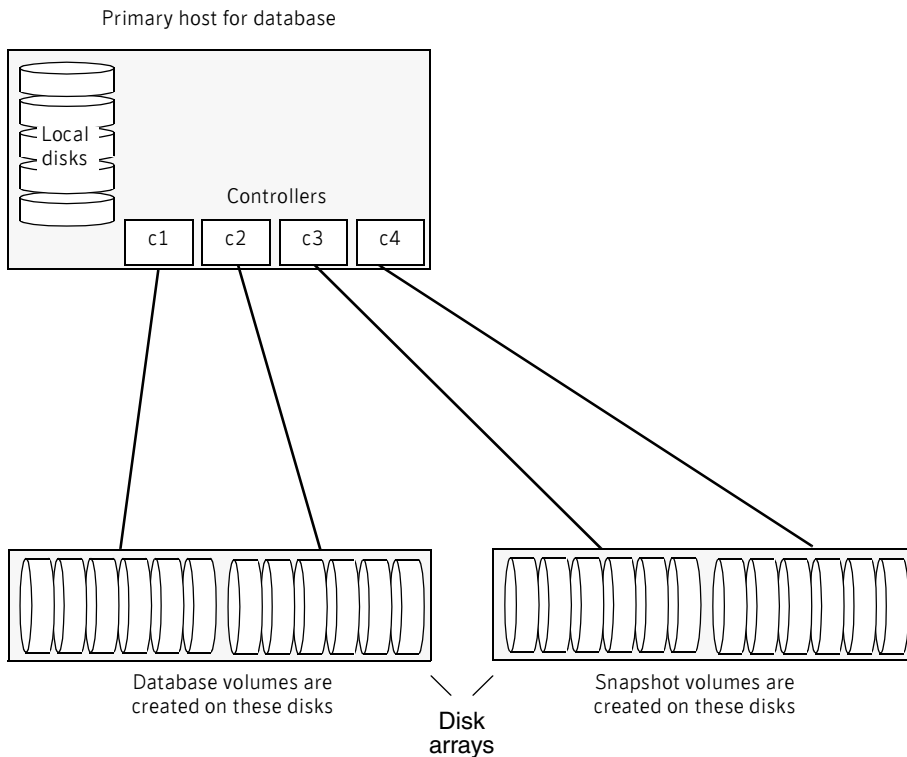 Primary host for database
Local
disks
Controllers
c1 c2 c3 c4
Database volumes are
created on these disks
Snapshot volumes are
created on these disks
Disk
arrays